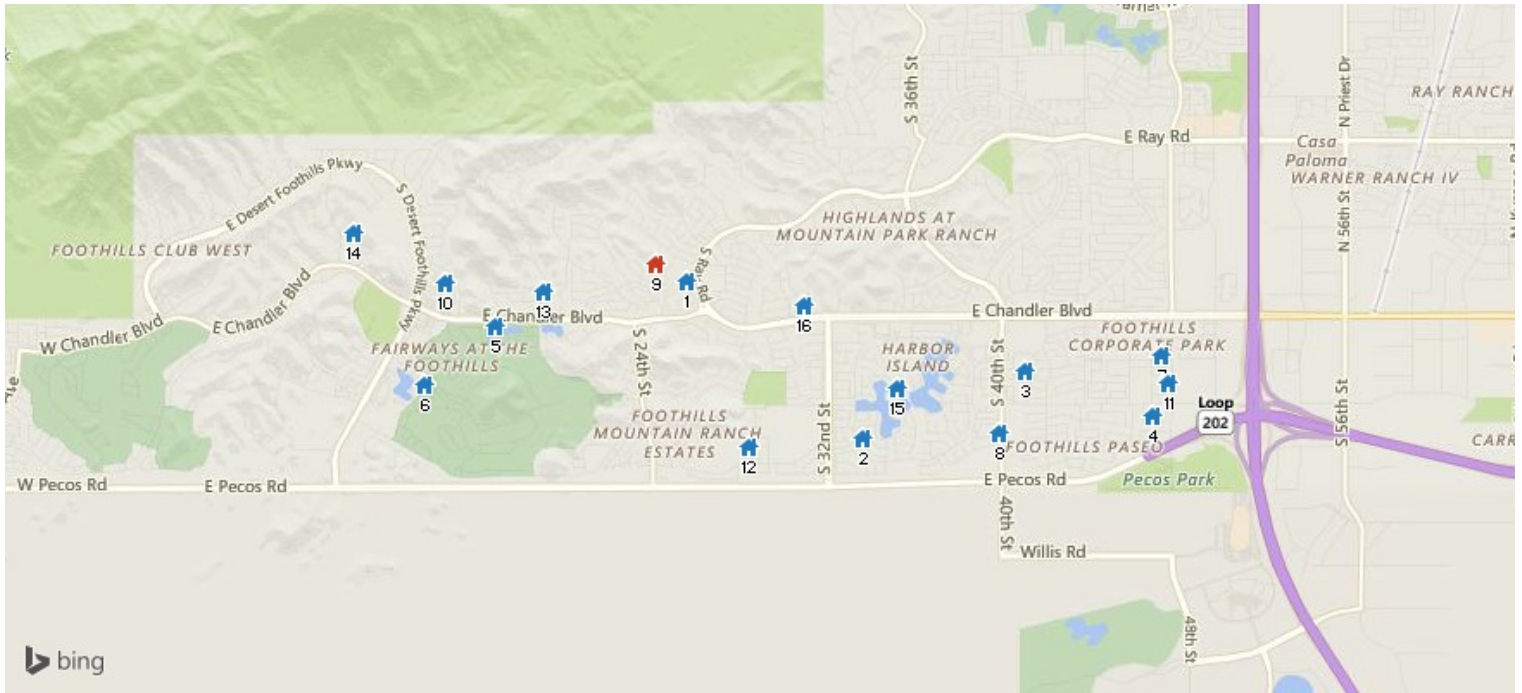 S 36th St
N Priest Dr
RAY RANCH
E Ray Rd
Casa
Paloma
WARNER RANCH IV
E Desert Foothills Pkwy
S Desert Foothills Pkwy
N 56th St
HIGHLANDS AT
MOUNTAIN PARK RANCH
FOOTHILLS CLUB WEST
14
S Ray Rd
9
1
10
13
E Chandler Blvd
16
E Chandler Blvd
E Chandler Blvd
W Chandler Blvd
5
FAIRWAYS AT THE
FOOTHILLS
S 24th St
HARBOR
ISLAND
S 40th St
FOOTHILLS
CORPORATE PARK
7
3
11
6
15
S 56th St
Loop
202
FOOTHILLS
MOUNTAIN RANCH
ESTATES
S 32nd St
4
2
8
FOOTHILLS PASEO
12
W Pecos Rd
E Pecos Rd
E Pecos Rd
Pecos Park
40th St
Willis Rd
48th St
bing